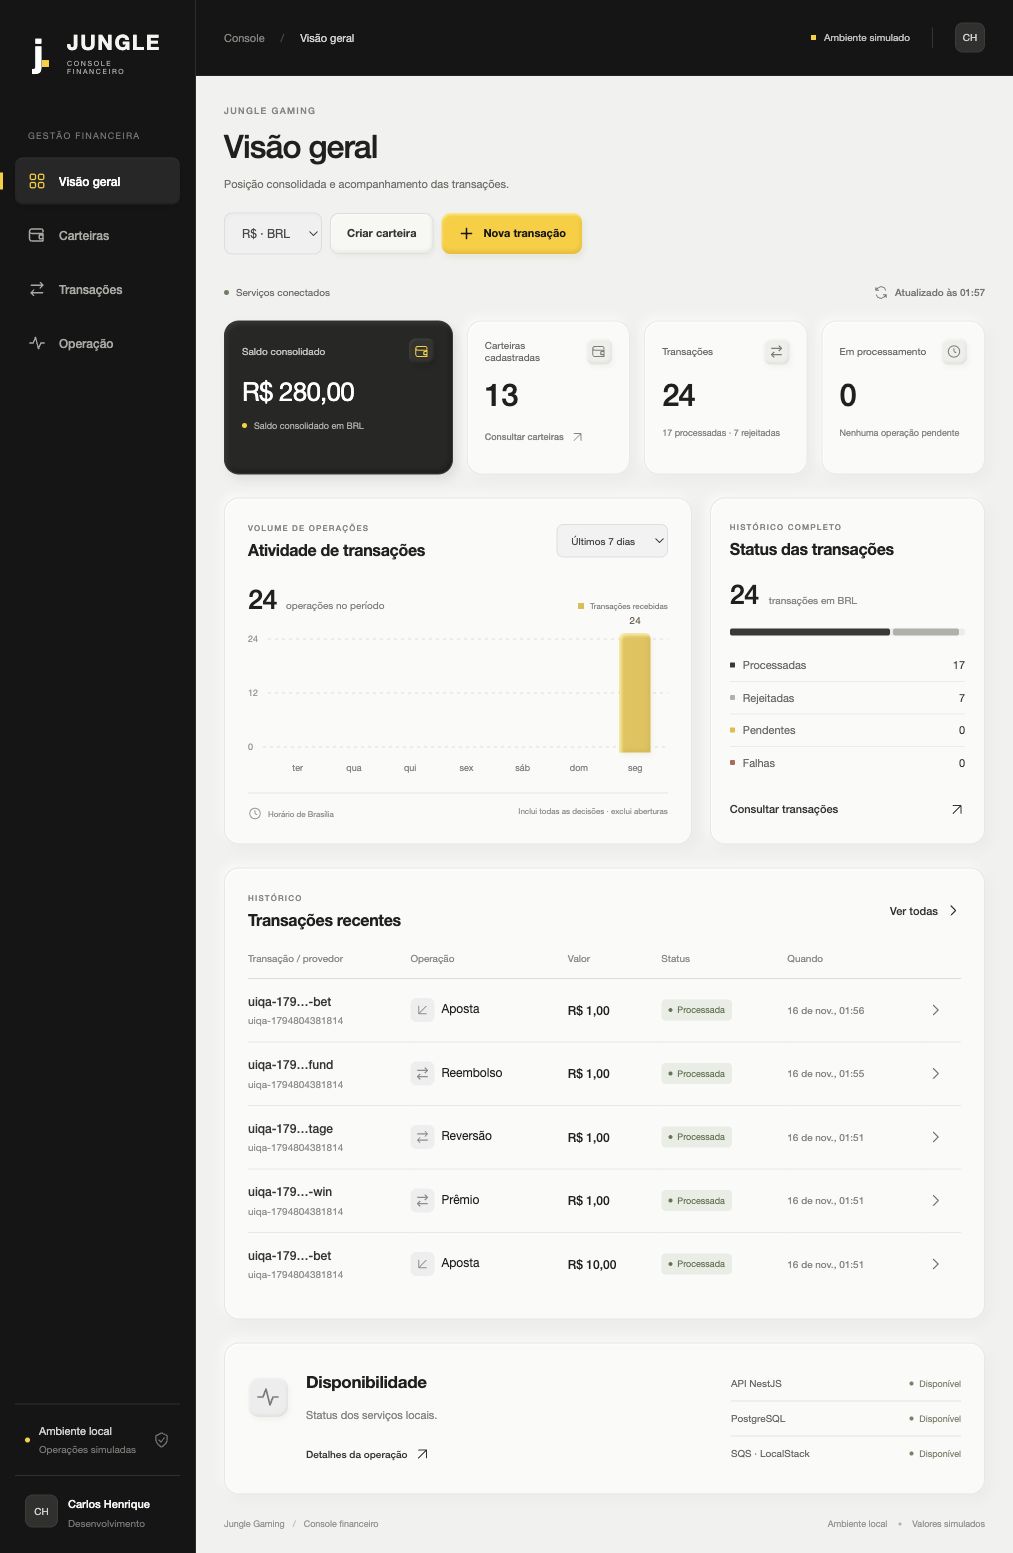 JUNGLE
CONSOLE
FINANCEIRO
GESTÃO FINANCEIRA
Visão geral
Carteiras
Transações
Operação
Ambiente local
Operações simuladas
CH
Carlos Henrique
Desenvolvimento
Console / Visão geral
Ambiente simulado
CH
JUNGLE GAMING
Visão geral
Posição consolidada e acompanhamento das transações.
R$ · BRL
Criar carteira
Nova transação
Serviços conectados
Atualizado às 01:57
Saldo consolidado
R$ 280,00
Saldo consolidado em BRL
Carteiras
cadastradas
13
Consultar carteiras
Transações
24
17 processadas · 7 rejeitadas
Em processamento
0
Nenhuma operação pendente
VOLUME DE OPERAÇÕES
Atividade de transações
Últimos 7 dias
24 operações no período
Transações recebidas
24
24
12
0
ter qua qui sex sáb dom seg
Horário de Brasília
Inclui todas as decisões · exclui aberturas
HISTÓRICO COMPLETO
Status das transações
24 transações em BRL
Processadas 17
Rejeitadas 7
Pendentes 0
Falhas 0
Consultar transações
HISTÓRICO
Transações recentes
Ver todas
Transação / provedor Operação Valor Status Quando
uiqa-179…-bet
uiqa-1794804381814
Aposta R$ 1,00 Processada 16 de nov., 01:56
uiqa-179…fund
uiqa-1794804381814
Reembolso R$ 1,00 Processada 16 de nov., 01:55
uiqa-179…tage
uiqa-1794804381814
Reversão R$ 1,00 Processada 16 de nov., 01:51
uiqa-179…-win
uiqa-1794804381814
Prêmio R$ 1,00 Processada 16 de nov., 01:51
uiqa-179…-bet
uiqa-1794804381814
Aposta R$ 10,00 Processada 16 de nov., 01:51
Disponibilidade
Status dos serviços locais.
Detalhes da operação
API NestJS Disponível
PostgreSQL Disponível
SQS · LocalStack Disponível
Jungle Gaming / Console financeiro
Ambiente local • Valores simulados